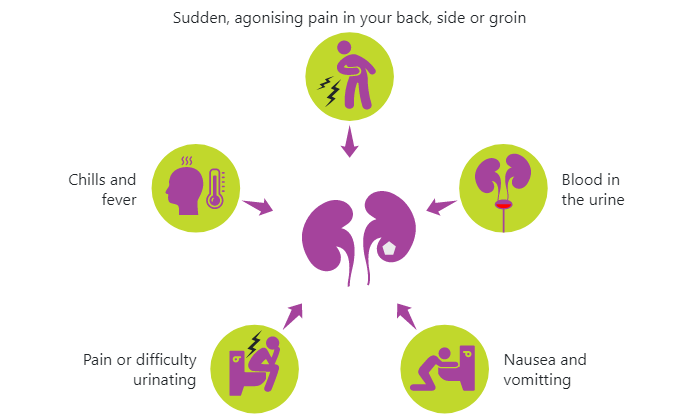 Sudden, agonising pain in your back, side or groin
Chills and
fever
Blood in
the urine
Pain or difficulty
urinating
Nausea and
vomitting